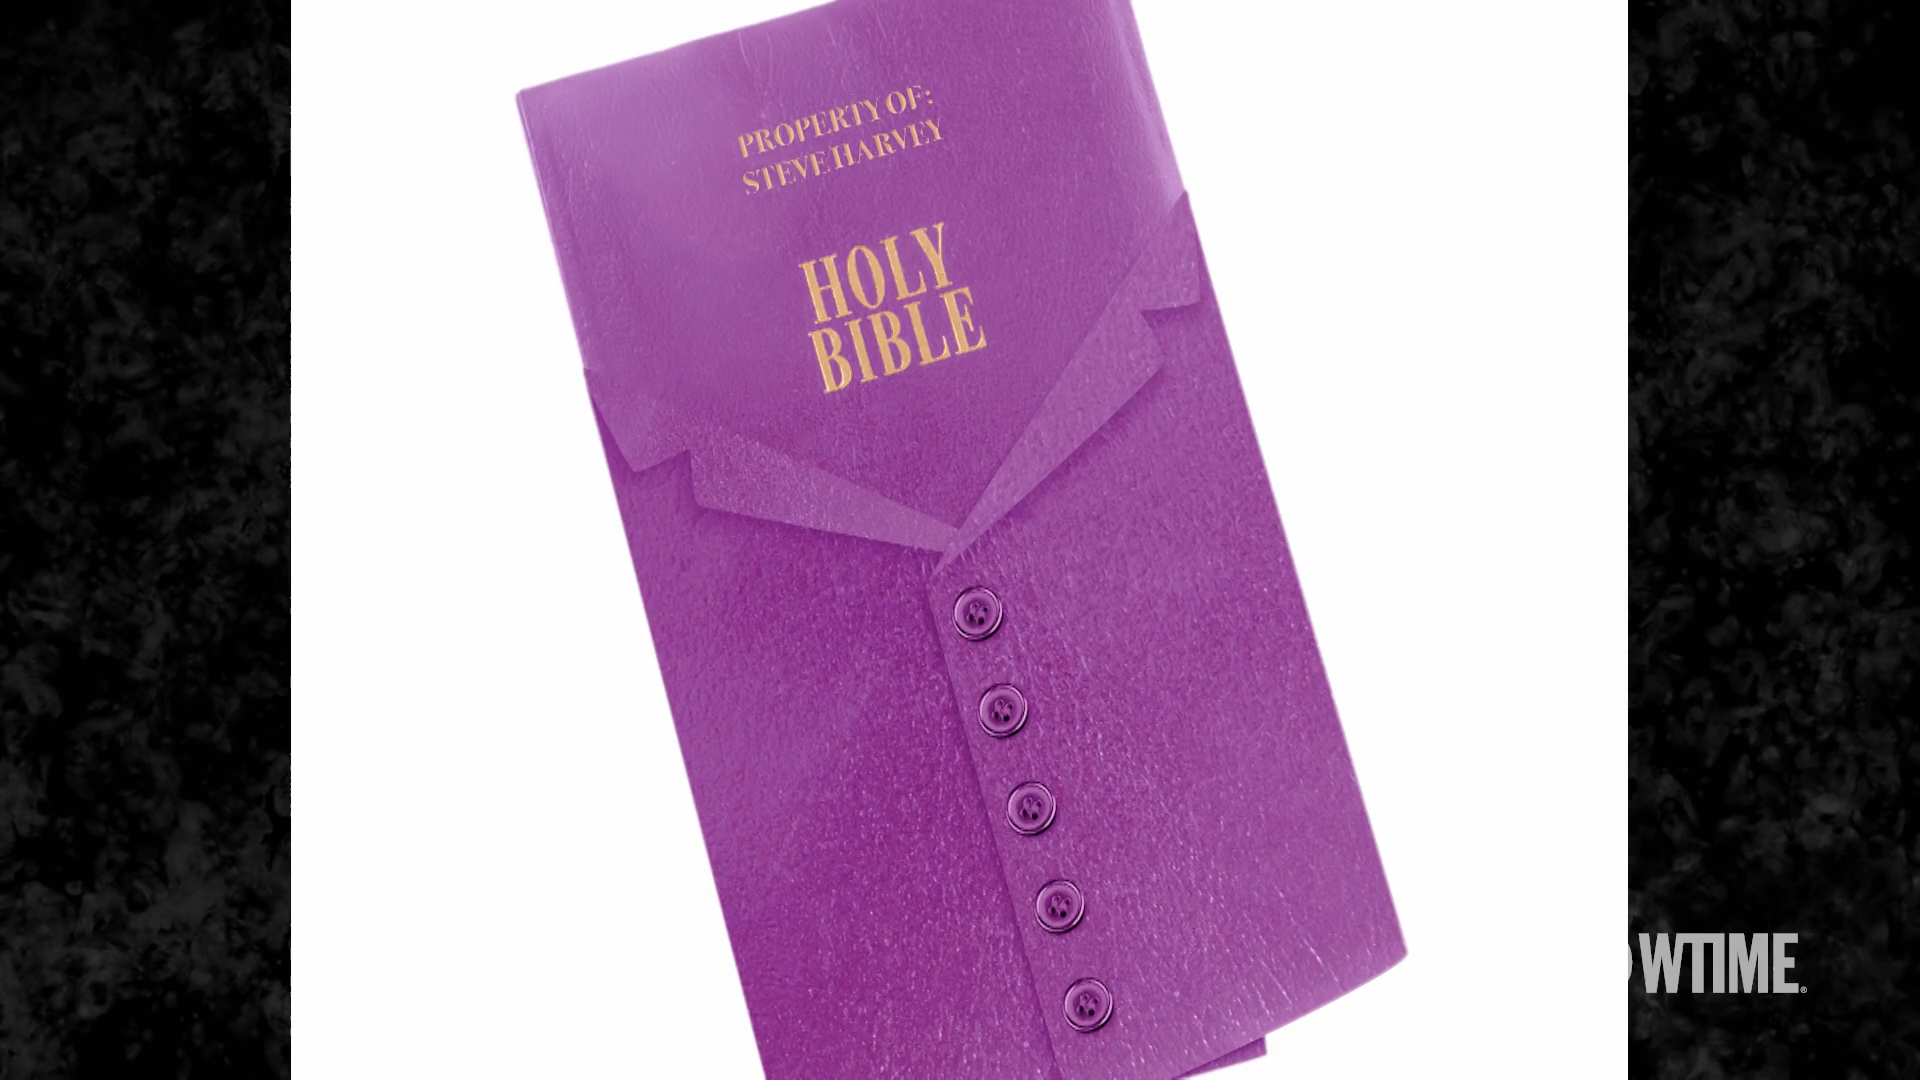 PROPERTY OF:
STEVE HARVEY
HOLY
BIBLE
WTIME